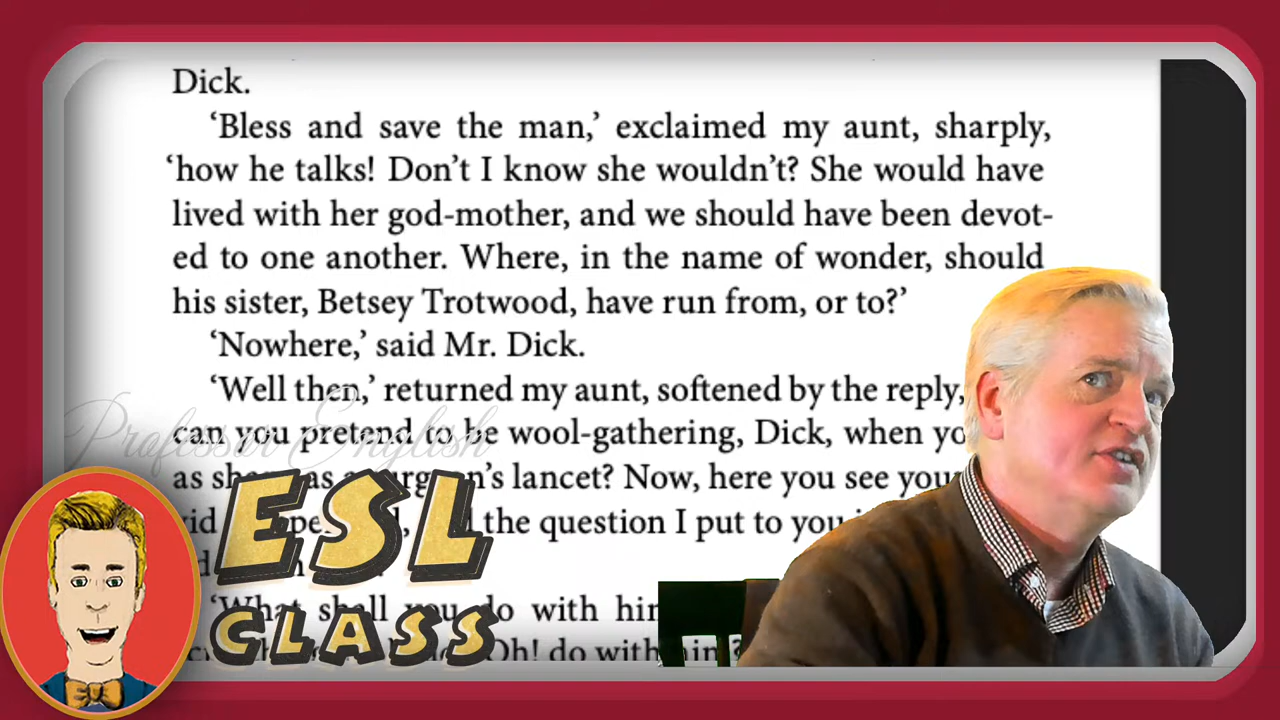 Dick.
‘Bless and save the man,’ exclaimed my aunt, sharply,
‘how he talks! Don’t I know she wouldn’t? She would have
lived with her god-mother, and we should have been devot-
ed to one another. Where, in the name of wonder, should
his sister, Betsey Trotwood, have run from, or to?’
‘Nowhere,’ said Mr. Dick.
‘Well then,’ returned my aunt, softened by the reply,
can you pretend to be wool-gathering, Dick, when
as as lancet? Now, here you see
the question I put to you
‘What shall you do with
Oh! do with
Professor English
ESL
CLASS